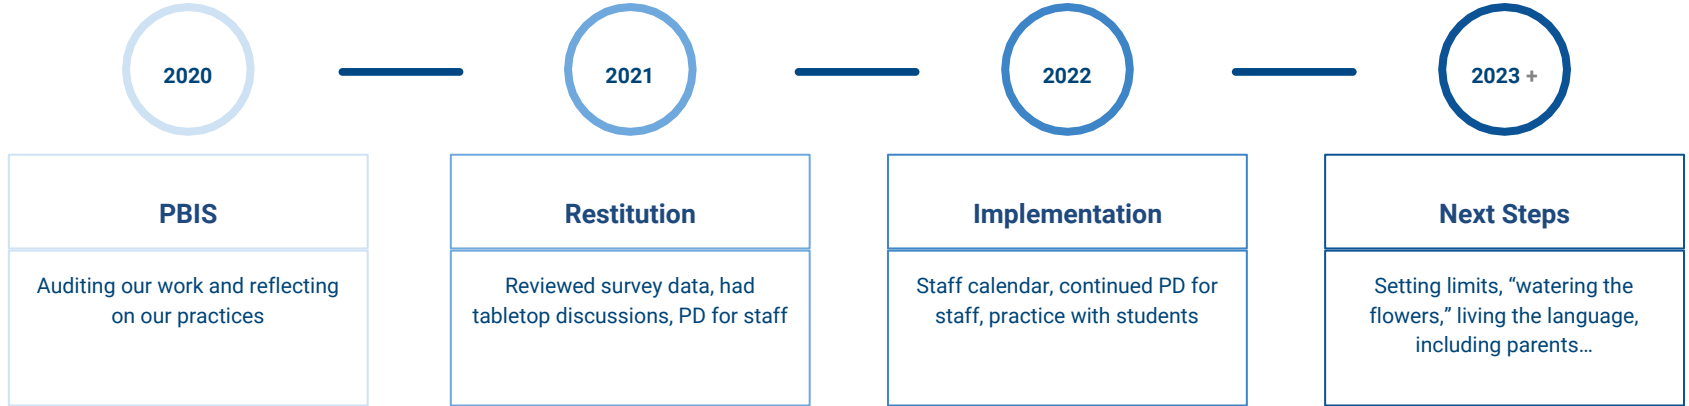 2020
2021
2022
2023 +
PBIS
Auditing our work and reflecting
on our practices
Restitution
Reviewed survey data, had
tabletop discussions, PD for staff
Implementation
Staff calendar, continued PD for
staff, practice with students
Next Steps
Setting limits, “watering the
flowers,” living the language,
including parents…